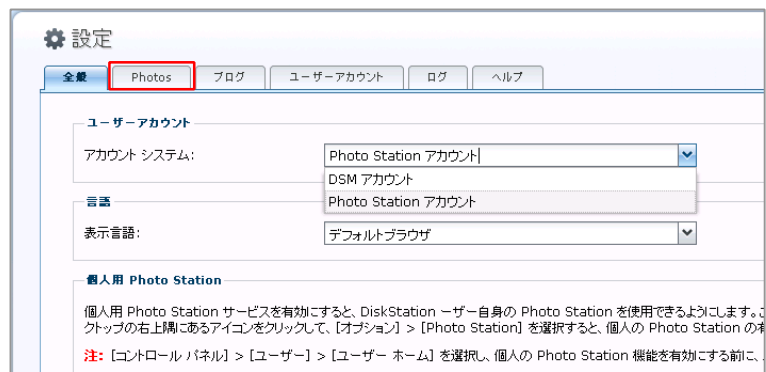 設定
全般 Photos ブログ ユーザーアカウント ログ ヘルプ
ユーザーアカウント
アカウント システム: Photo Station アカウント
DSM アカウント
Photo Station アカウント
言語
表示言語: デフォルトブラウザ
個人用 Photo Station
個人用 Photo Station サービスを有効にすると、DiskStation ーザー自身の Photo Station を使用できるようにします。こ
クトップの右上隅にあるアイコンをクリックして、[オプション] > [Photo Station] を選択すると、個人の Photo Station の有
注: [コントロール パネル] > [ユーザー] > [ユーザー ホーム] を選択し、個人の Photo Station 機能を有効にする前に、